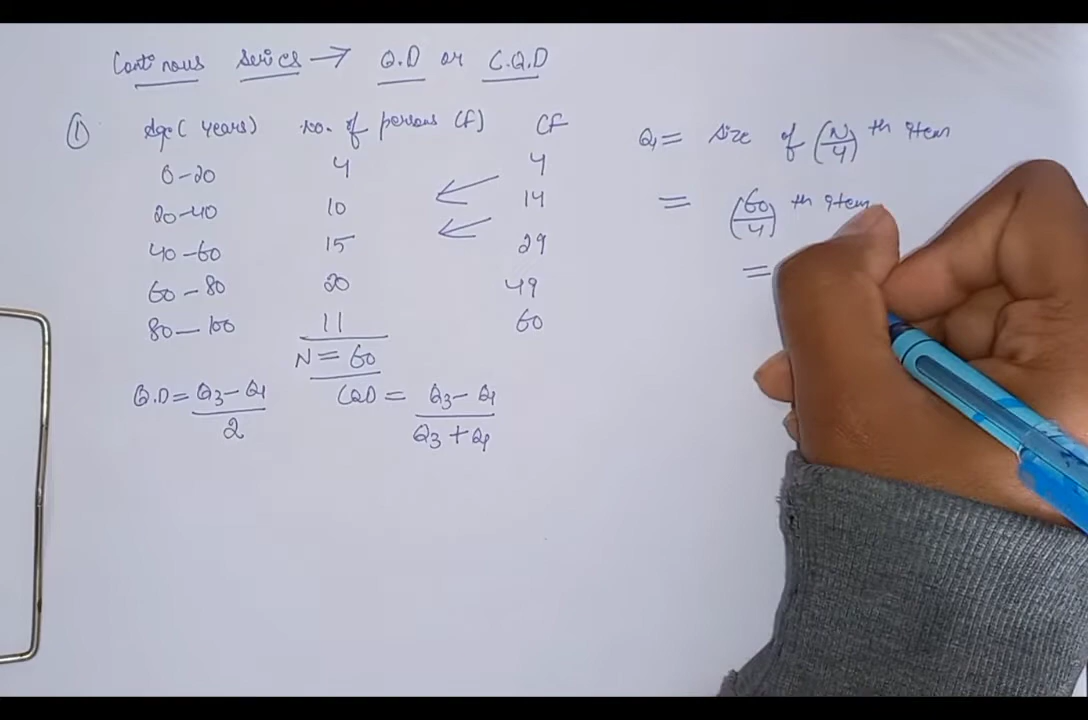 Continous series → Q.D or C.Q.D
① Age (years) no. of persons (f) CF
0-20 4 4
20-40 10 14
40-60 15 29
60-80 20 49
80-100 11 60
N = 60
Q.D = Q3-Q1/2 CQD = Q3-Q1/Q3+Q1
Q1 = size of (N/4) th item
= (60/4) th item
=